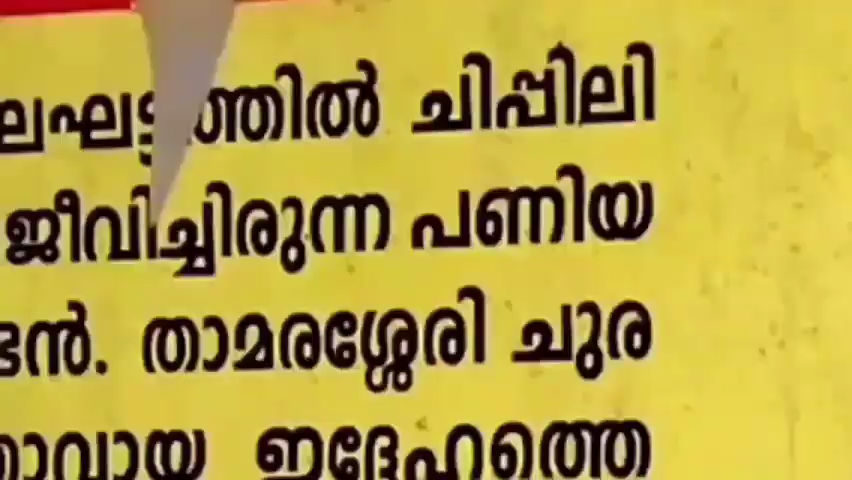 ചിപ്പിലി
ജീവിച്ചിരുന്ന പണിയ
താമരശ്ശേരി ചുര
ഇദ്ദേഹത്തെ